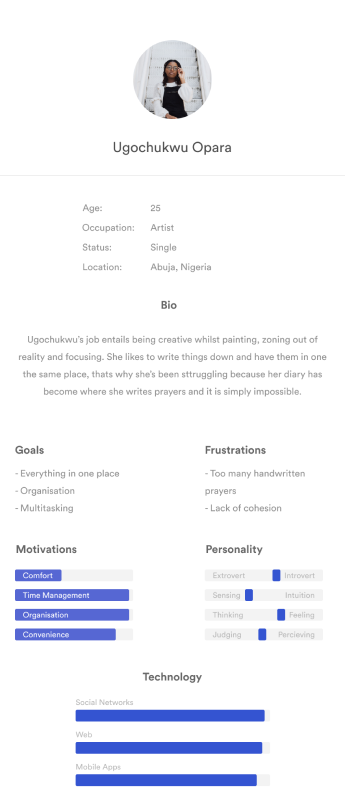 Ugochukwu Opara
Age: 25
Occupation: Artist
Status: Single
Location: Abuja, Nigeria
Bio
Ugochukwu's job entails being creative whilst painting, zoning out of
reality and focusing. She likes to write things down and have them in one
the same place, thats why she's been sttruggling because her diary has
become where she writes prayers and it is simply impossible.
Goals
- Everything in one place
- Organisation
- Multitasking
Frustrations
- Too many handwritten
prayers
- Lack of cohesion
Motivations
Comfort
Time Management
Organisation
Convenience
Personality
Extrovert Introvert
Sensing Intuition
Thinking Feeling
Judging Percieving
Technology
Social Networks
Web
Mobile Apps